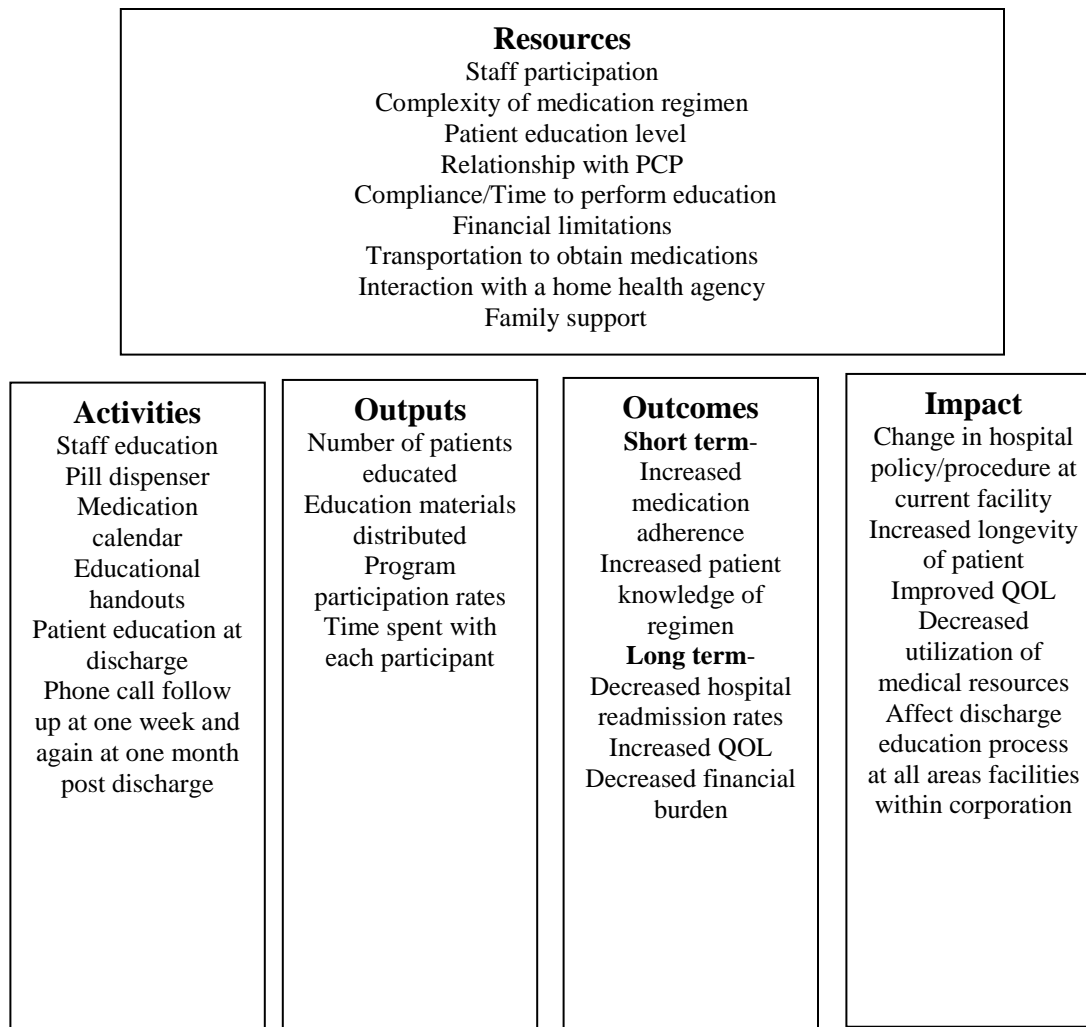 Resources
Staff participation
Complexity of medication regimen
Patient education level
Relationship with PCP
Compliance/Time to perform education
Financial limitations
Transportation to obtain medications
Interaction with a home health agency
Family support
Activities
Staff education
Pill dispenser
Medication
calendar
Educational
handouts
Patient education at
discharge
Phone call follow
up at one week and
again at one month
post discharge
Outputs
Number of patients
educated
Education materials
distributed
Program
participation rates
Time spent with
each participant
Outcomes
Short term-
Increased
medication
adherence
Increased patient
knowledge of
regimen
Long term-
Decreased hospital
readmission rates
Increased QOL
Decreased financial
burden
Impact
Change in hospital
policy/procedure at
current facility
Increased longevity
of patient
Improved QOL
Decreased
utilization of
medical resources
Affect discharge
education process
at all areas facilities
within corporation